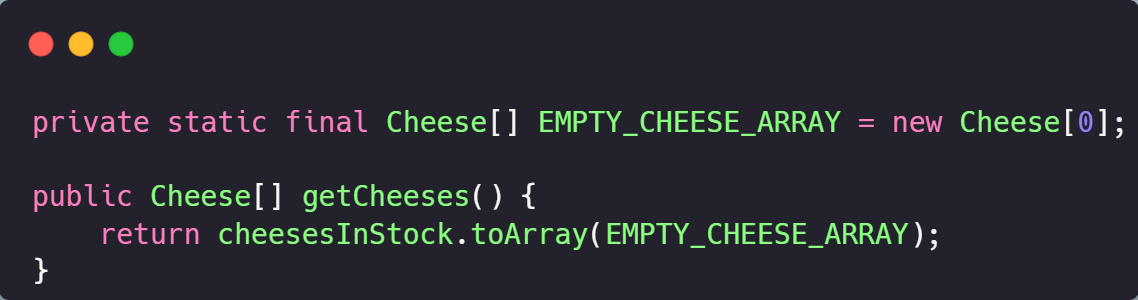 private static final Cheese[] EMPTY_CHEESE_ARRAY = new Cheese[0];

public Cheese[] getCheeses() {
    return cheesesInStock.toArray(EMPTY_CHEESE_ARRAY);
}